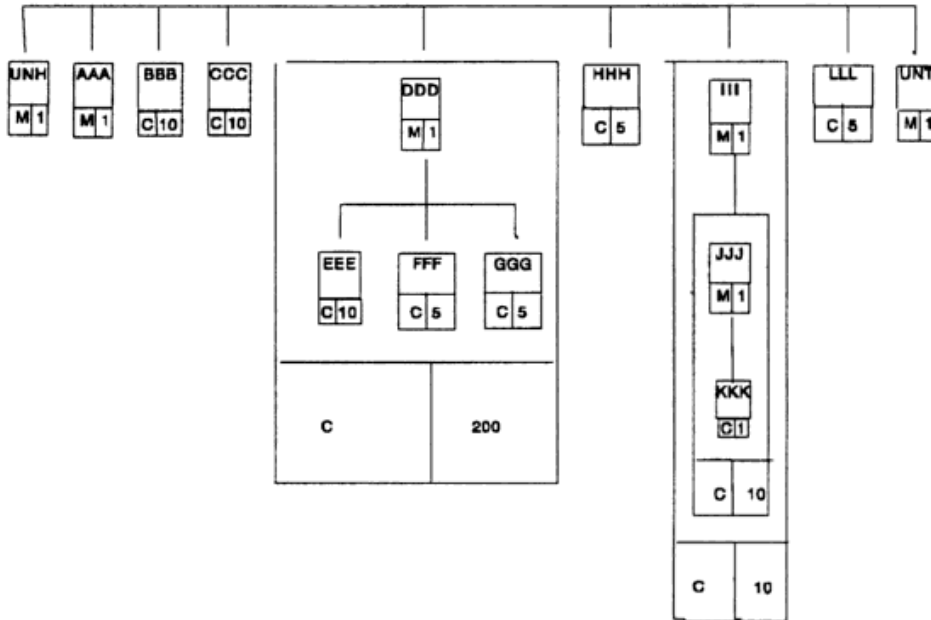 UNH AAA BBB CCC DDD HHH III LLL UNT
M 1 M 1 C 10 C 10 M 1 C 5 M 1 C 5 M 1
EEE FFF GGG JJJ
C 10 C 5 C 5 M 1
KKK
C 1
C 200
C 10
C 10